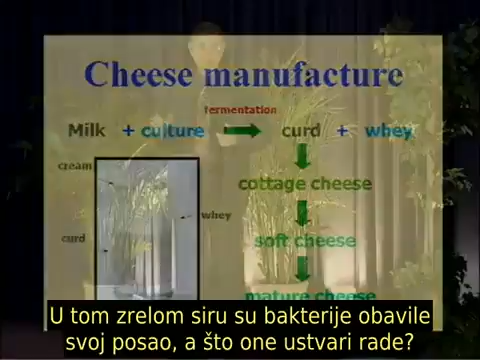 Cheese manufacture
fermentation
Milk + culture curd + whey
cream
cottage cheese
whey
curd
soft cheese
mature cheese
U tom zrelom siru su bakterije obavile
svoj posao, a što one ustvari rade?